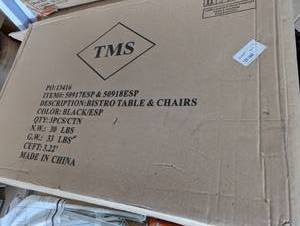 TMS
PO:13416
ITEM#: 50917ESP & 50918ESP
DESCRIPTION:BISTRO TABLE & CHAIRS
COLOR: BLACK/ESP
QTY: 3PCS/CTN
N.W.: 30 LBS
G.W.: 33 LBS
CUFT: 3.22'
MADE IN CHINA